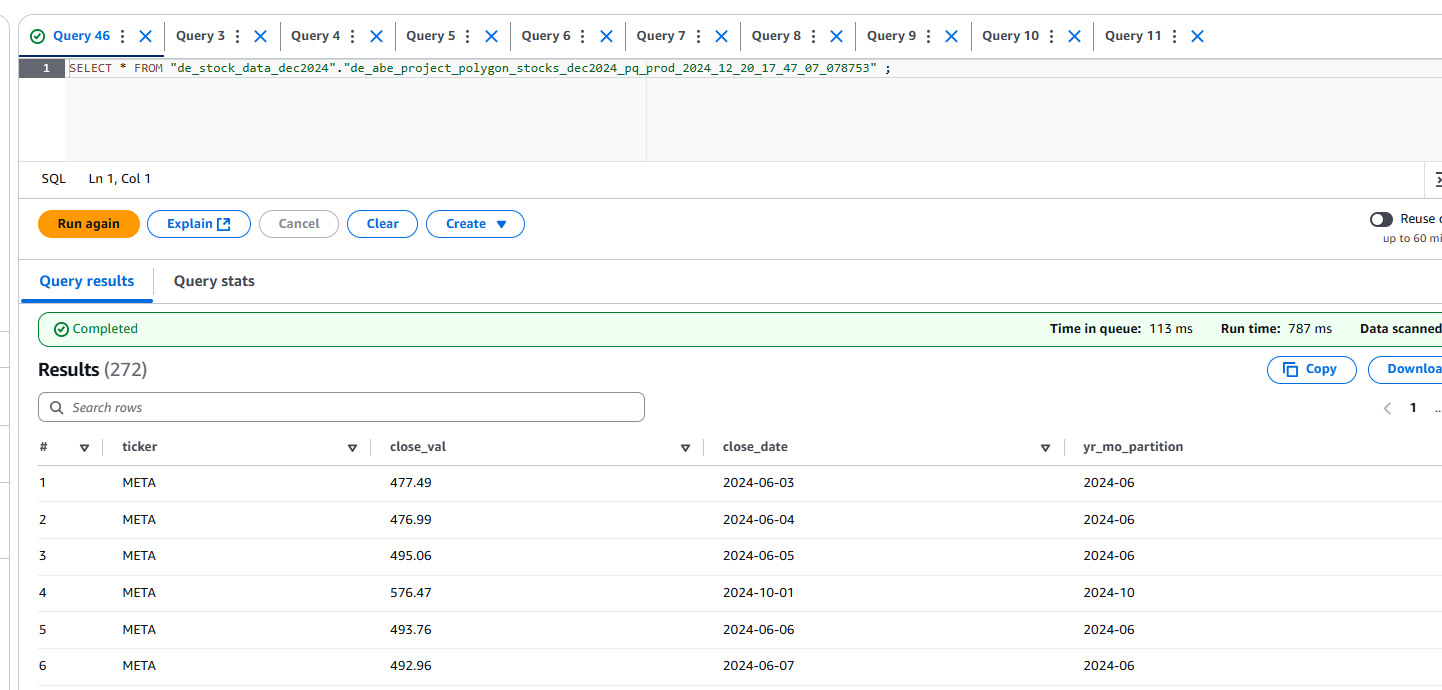 Query 46 Query 3 Query 4 Query 5 Query 6 Query 7 Query 8 Query 9 Query 10 Query 11
1 SELECT * FROM "de_stock_data_dec2024"."de_abe_project_polygon_stocks_dec2024_pq_prod_2024_12_20_17_47_07_078753" ;
SQL Ln 1, Col 1
Run again Explain Cancel Clear Create Reuse
up to 60
Query results Query stats
Completed Time in queue: 113 ms Run time: 787 ms Data scanned
Results (272) Copy
Search rows 1 ..
# ticker close_val close_date yr_mo_partition
1 META 477.49 2024-06-03 2024-06
2 META 476.99 2024-06-04 2024-06
3 META 495.06 2024-06-05 2024-06
4 META 576.47 2024-10-01 2024-10
5 META 493.76 2024-06-06 2024-06
6 META 492.96 2024-06-07 2024-06